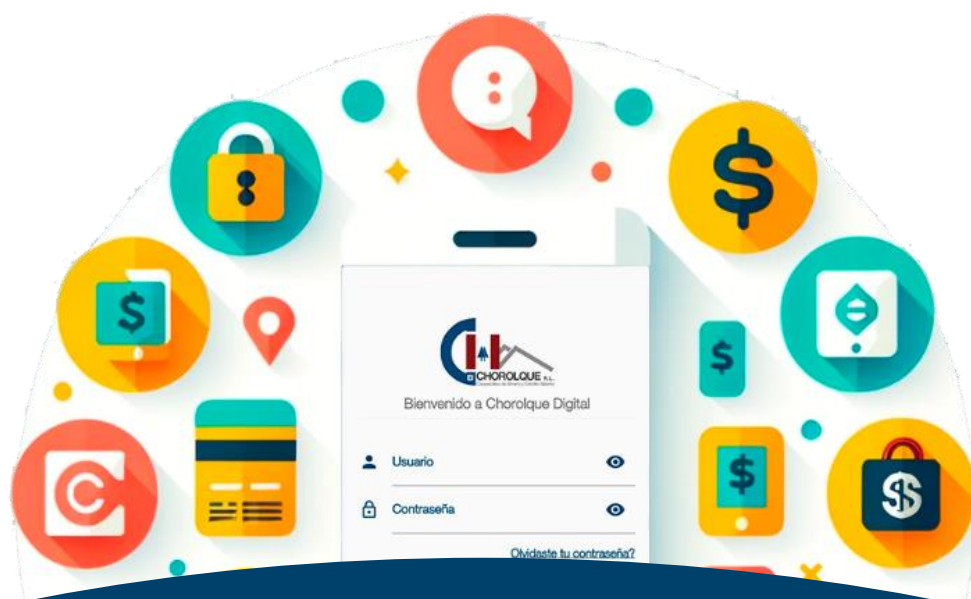 CHOROLQUE R.L.
Bienvenido a Chorolque Digital
Usuario
Contraseña
Olvidaste tu contraseña?